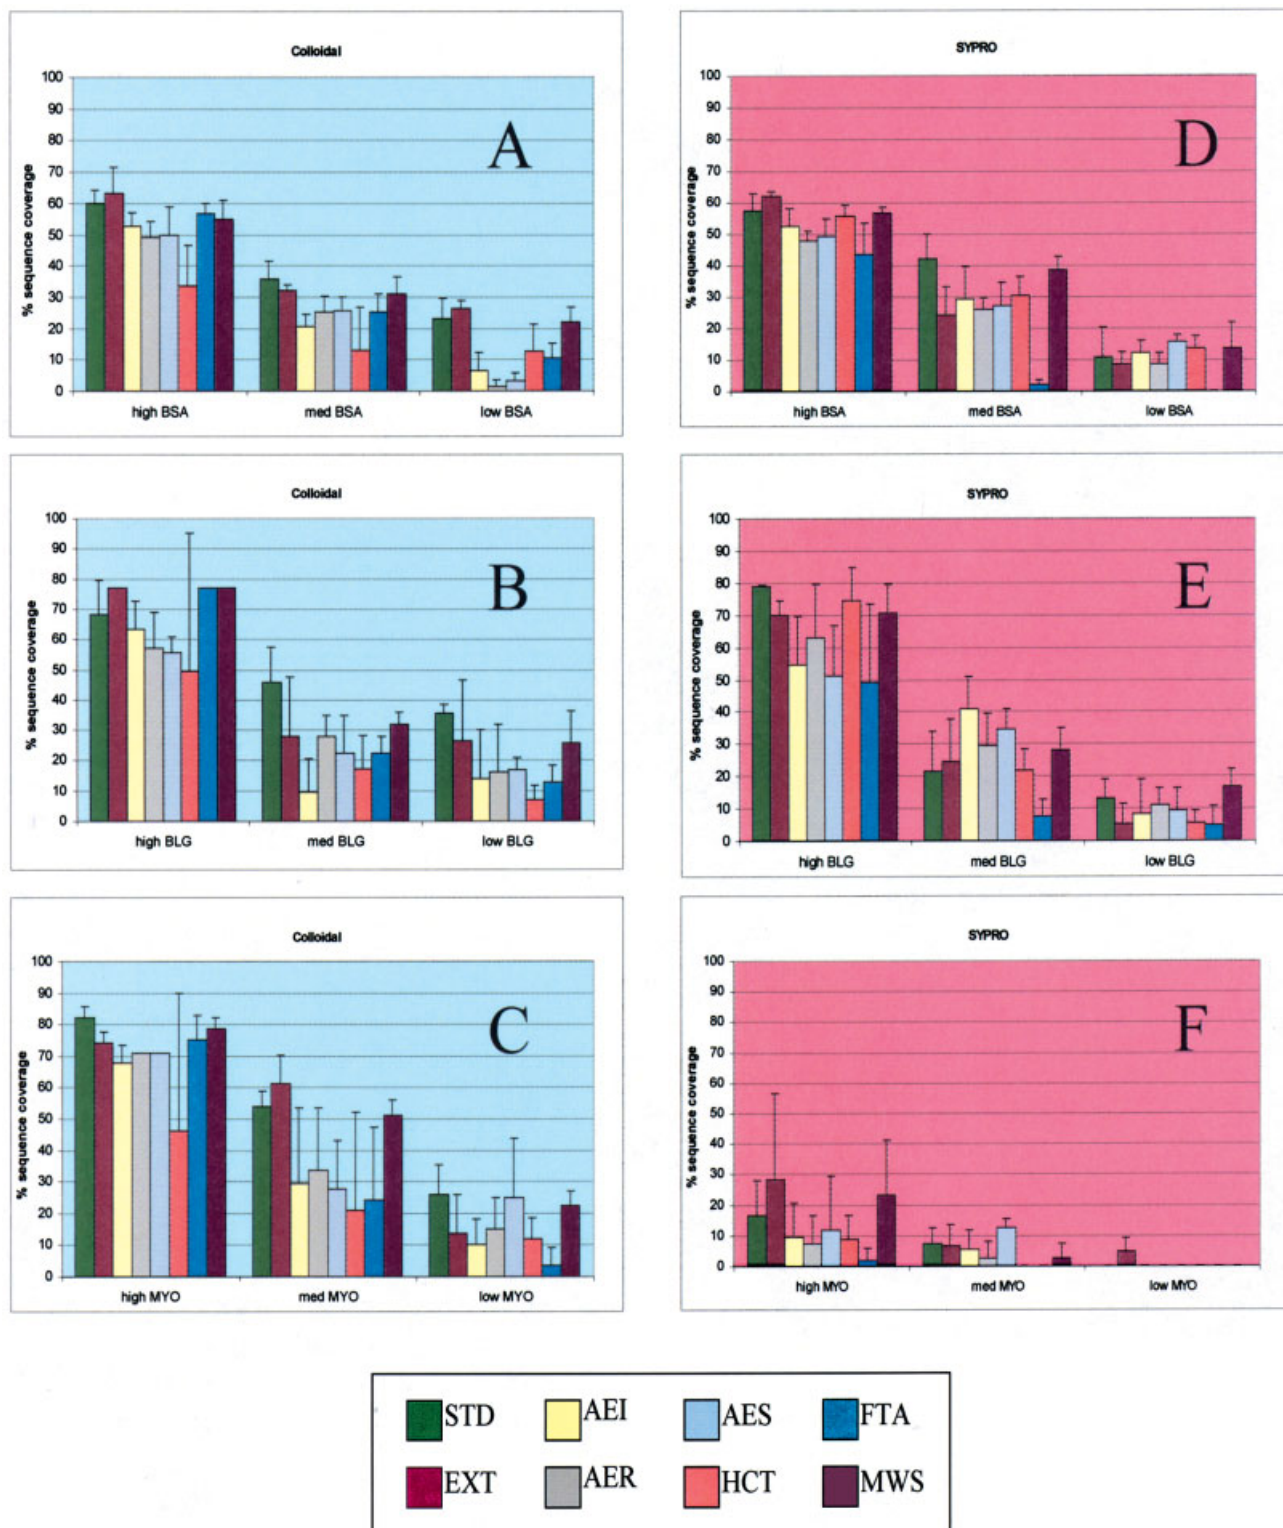 Colloidal
A
% sequence coverage
100
90
80
70
60
50
40
30
20
10
0
high BSA med BSA low BSA
SYPRO
D
% sequence coverage
100
90
80
70
60
50
40
30
20
10
0
high BSA med BSA low BSA
Colloidal
B
% sequence coverage
100
90
80
70
60
50
40
30
20
10
0
high BLG med BLG low BLG
SYPRO
E
% sequence coverage
100
90
80
70
60
50
40
30
20
10
0
high BLG med BLG low BLG
Colloidal
C
% sequence coverage
100
90
80
70
60
50
40
30
20
10
0
high MYO med MYO low MYO
SYPRO
F
% sequence coverage
100
90
80
70
60
50
40
30
20
10
0
high MYO med MYO low MYO
STD AEI AES FTA
EXT AER HCT MWS